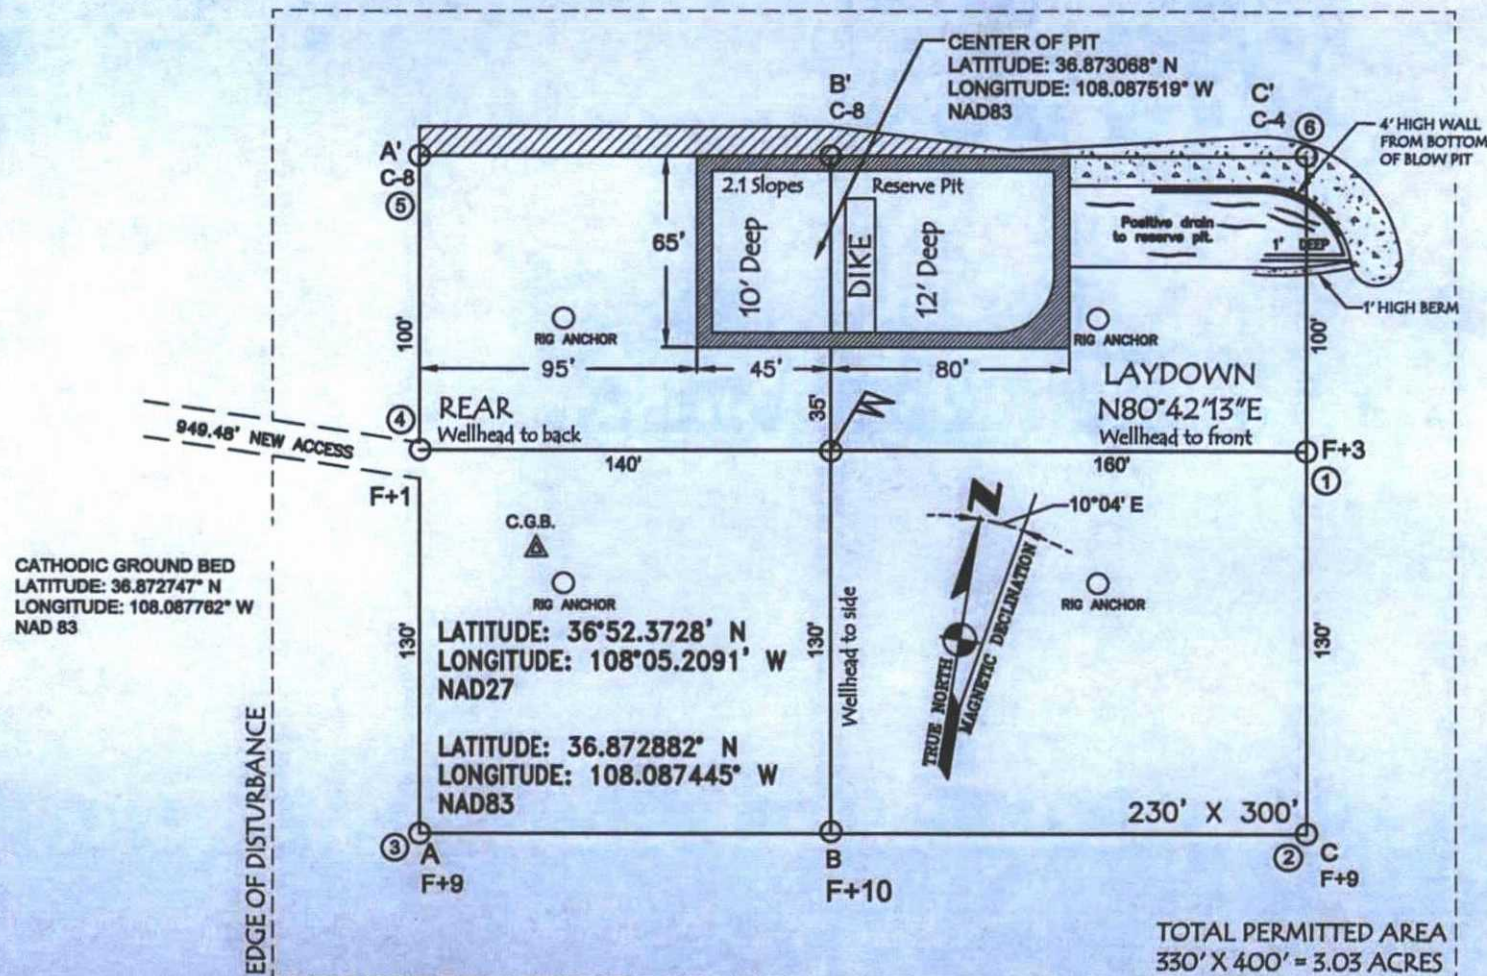 CENTER OF PIT
LATITUDE: 36.873068° N
LONGITUDE: 108.087519° W
NAD83
B'
C-8
C'
C-4
⑥
4' HIGH WALL
FROM BOTTOM
OF BLOW PIT
A'
C-8
⑤
2.1 Slopes
Reserve Pit
65'
10' Deep
DIKE
12' Deep
Positive drain
to reserve pit.
1' DEEP
1' HIGH BERM
RIG ANCHOR
RIG ANCHOR
100'
100'
95'
45'
80'
LAYDOWN
N80°42'13"E
Wellhead to front
④
REAR
Wellhead to back
35'
W
949.48' NEW ACCESS
140'
160'
F+3
①
F+1
N
10°04' E
C.G.B.
CATHODIC GROUND BED
LATITUDE: 36.872747° N
LONGITUDE: 108.087762° W
NAD 83
RIG ANCHOR
RIG ANCHOR
TRUE NORTH
MAGNETIC DECLINATION
130'
130'
130'
Wellhead to side
LATITUDE: 36°52.3728' N
LONGITUDE: 108°05.2091' W
NAD27
LATITUDE: 36.872882° N
LONGITUDE: 108.087445° W
NAD83
230' X 300'
③
A
F+9
B
F+10
②
C
F+9
EDGE OF DISTURBANCE
TOTAL PERMITTED AREA
330' X 400' = 3.03 ACRES